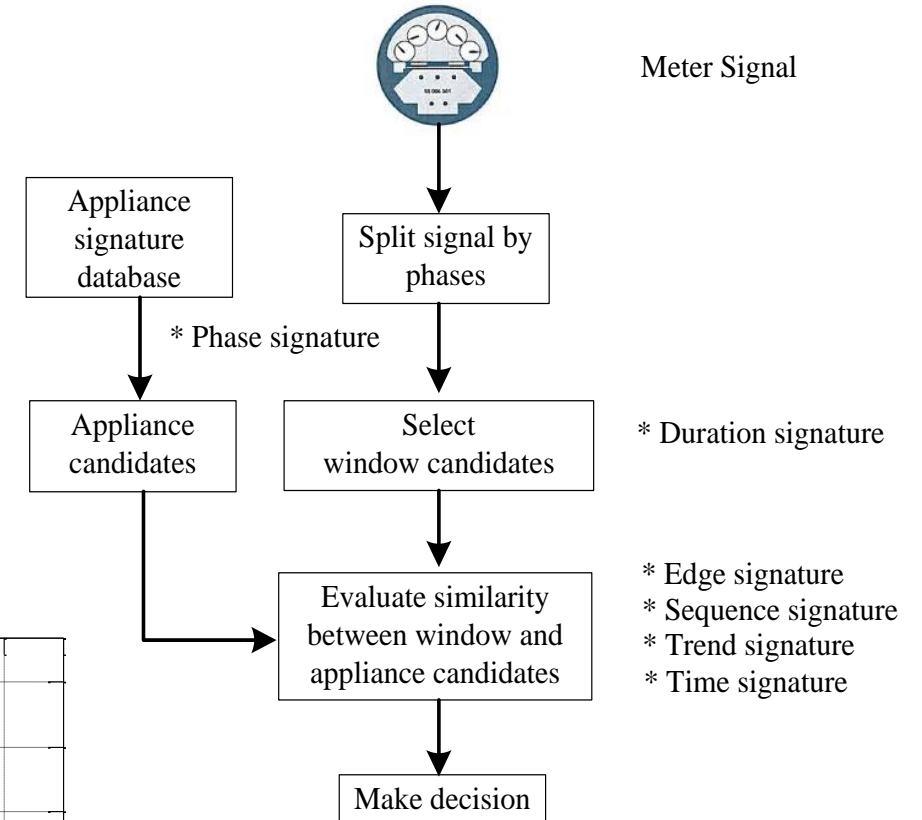 Meter Signal
Appliance
signature
database
Split signal by
phases
* Phase signature
Appliance
candidates
Select
window candidates
* Duration signature
Evaluate similarity
between window and
appliance candidates
* Edge signature
* Sequence signature
* Trend signature
* Time signature
Make decision